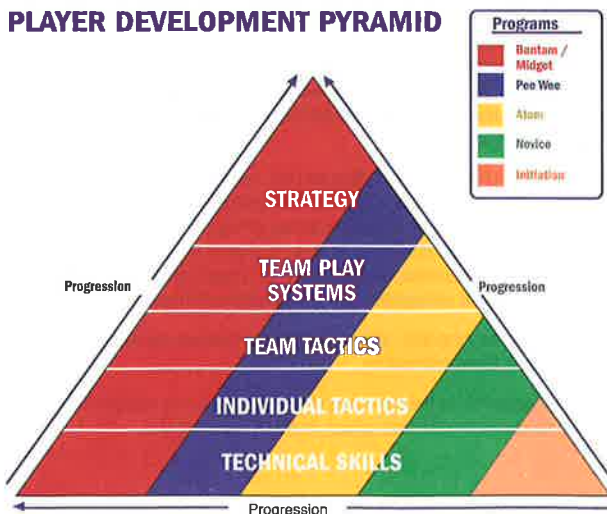 PLAYER DEVELOPMENT PYRAMID
Programs
Bantam /
Midget
Pee Wee
Atom
Novice
Initiation
STRATEGY
TEAM PLAY
SYSTEMS
Progression
Progression
TEAM TACTICS
INDIVIDUAL TACTICS
TECHNICAL SKILLS
Progression